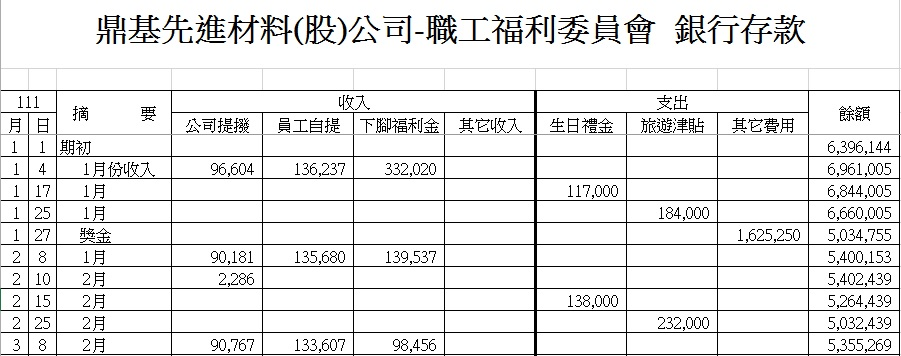 鼎基先進材料(股)公司-職工福利委員會 銀行存款
111 摘 要 收入 支出 餘額
月 日 公司提撥 員工自提 下腳福利金 其它收入 生日禮金 旅遊津貼 其它費用
1 1 期初 6,396,144
1 4 1月份收入 96,604 136,237 332,020 6,961,005
1 17 1月 117,000 6,844,005
1 25 1月 184,000 6,660,005
1 27 獎金 1,625,250 5,034,755
2 8 1月 90,181 135,680 139,537 5,400,153
2 10 2月 2,286 5,402,439
2 15 2月 138,000 5,264,439
2 25 2月 232,000 5,032,439
3 8 2月 90,767 133,607 98,456 5,355,269